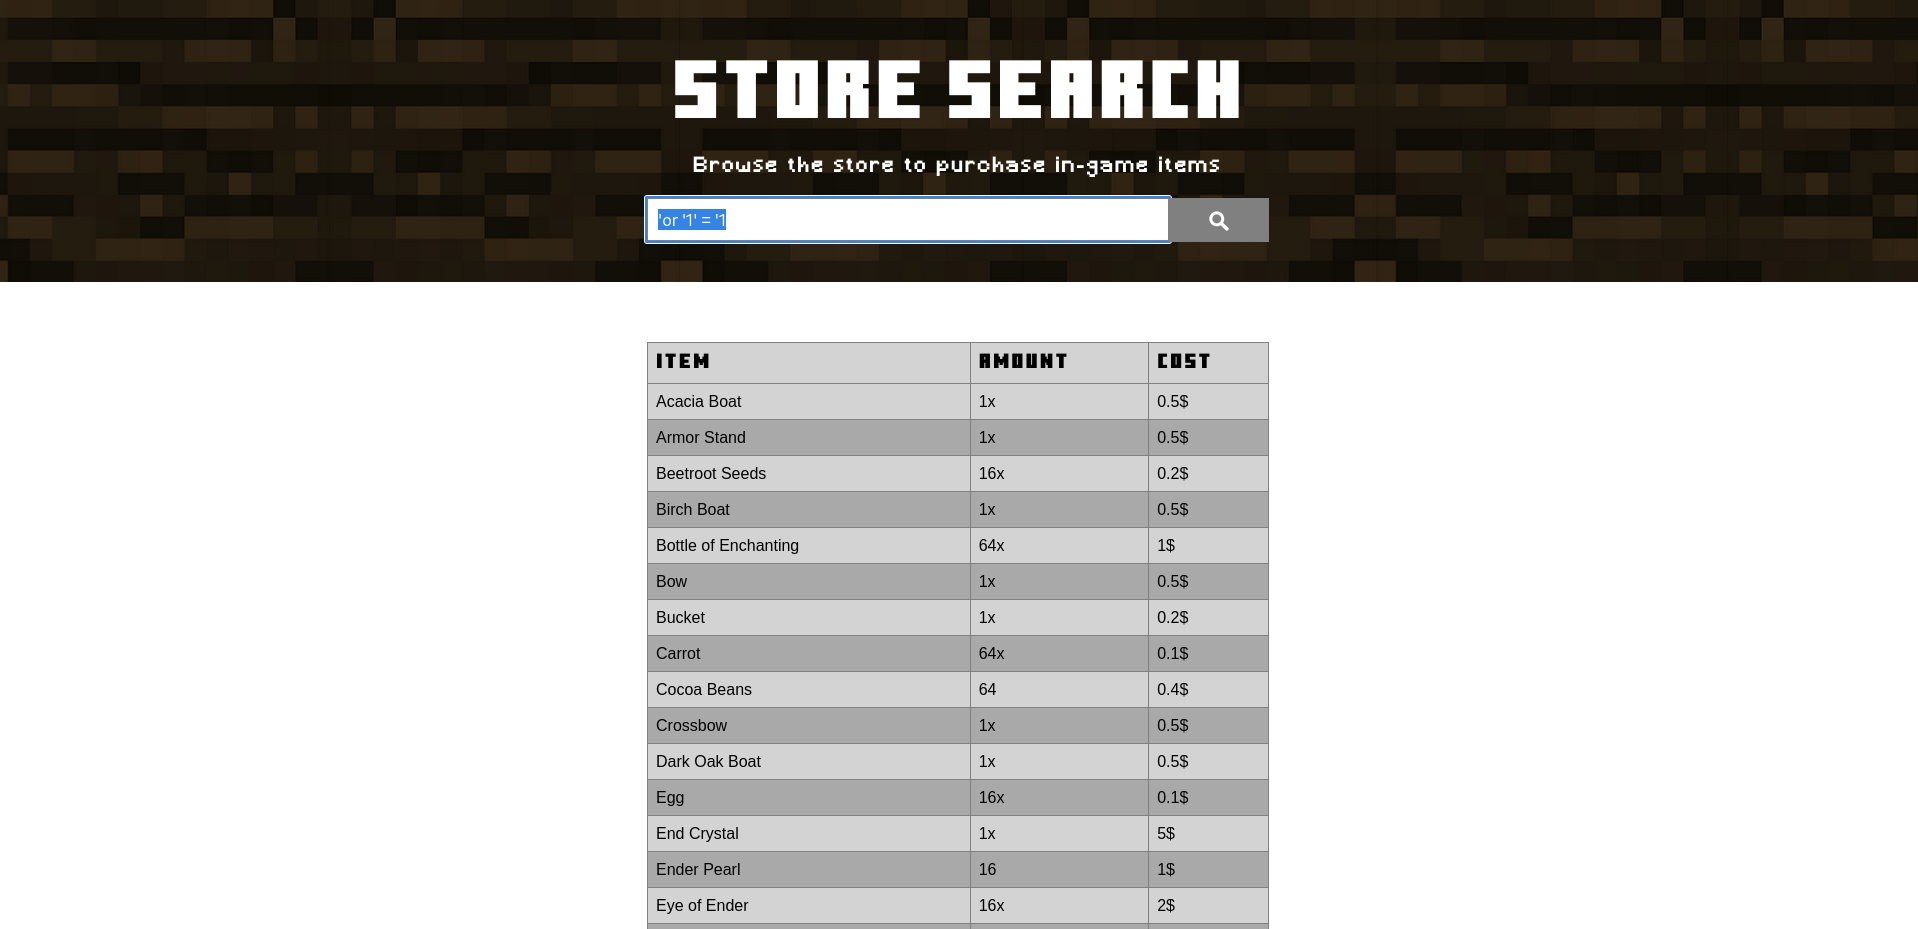 STORE SEARCH
Browse the store to purchase in-game items
'or '1' = '1
ITEM AMOUNT COST
Acacia Boat 1x 0.5$
Armor Stand 1x 0.5$
Beetroot Seeds 16x 0.2$
Birch Boat 1x 0.5$
Bottle of Enchanting 64x 1$
Bow 1x 0.5$
Bucket 1x 0.2$
Carrot 64x 0.1$
Cocoa Beans 64 0.4$
Crossbow 1x 0.5$
Dark Oak Boat 1x 0.5$
Egg 16x 0.1$
End Crystal 1x 5$
Ender Pearl 16 1$
Eye of Ender 16x 2$